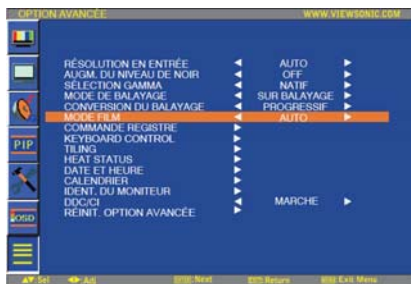 OPTION AVANCÉE WWW.VIEWSONIC.COM
RÉSOLUTION EN ENTRÉE AUTO
AUGM. DU NIVEAU DE NOIR OFF
SÉLECTION GAMMA NATIF
MODE DE BALAYAGE SUR BALAYAGE
CONVERSION DU BALAYAGE PROGRESSIF
MODE FILM AUTO
COMMANDE REGISTRE
KEYBOARD CONTROL
TILING
HEAT STATUS
DATE ET HEURE
CALENDRIER
IDENT. DU MONITEUR
DDC/CI MARCHE
RÉINIT. OPTION AVANCÉE
PIP
OSD
Sel Adj Next Return Exit Menu